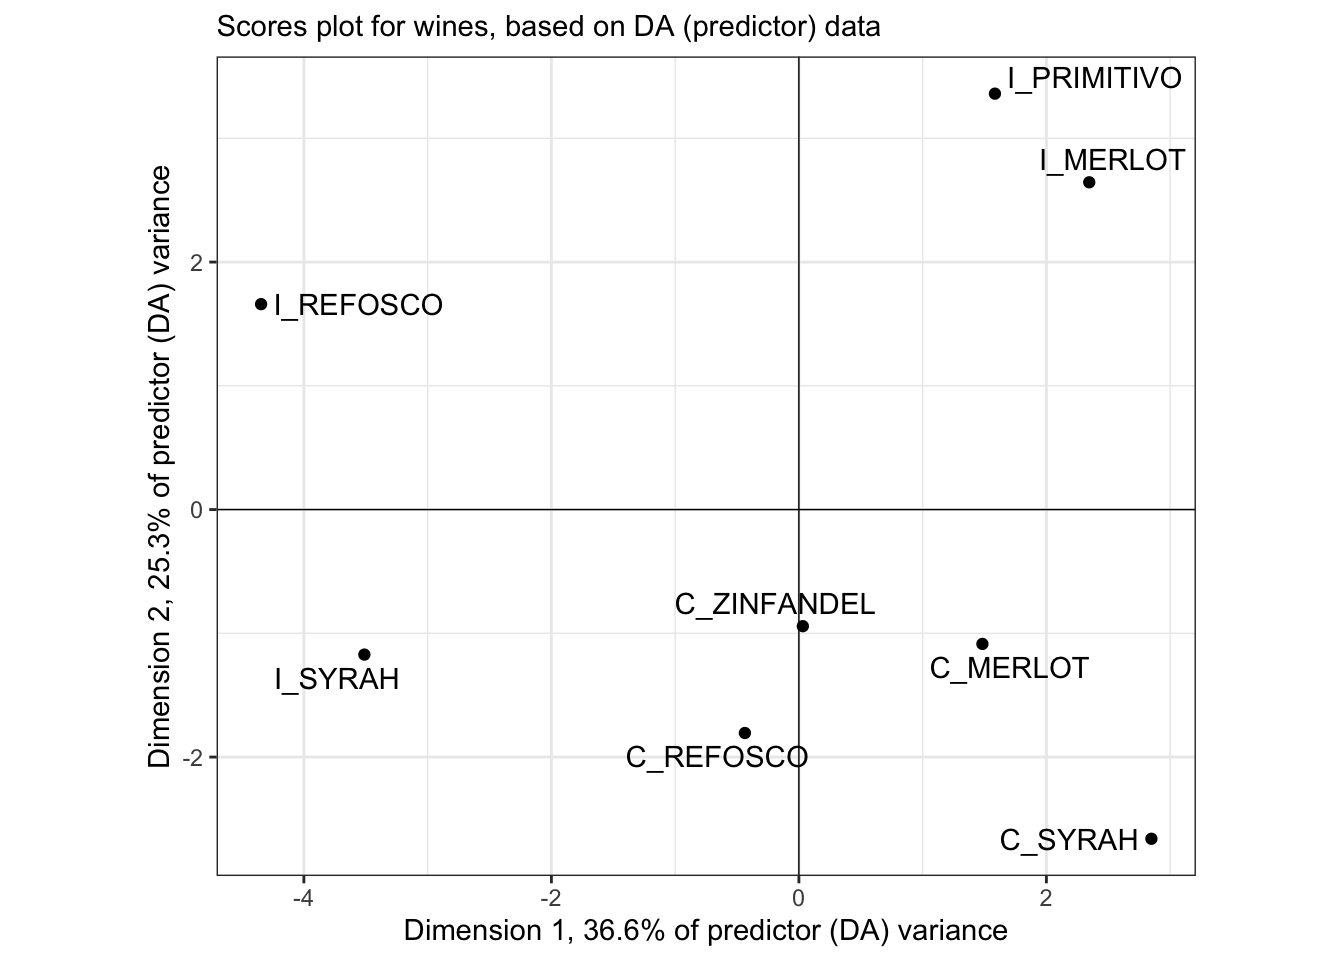 Scores plot for wines, based on DA (predictor) data
I_PRIMITIVO
I_MERLOT
2
I_REFOSCO
0
C_ZINFANDEL
C_MERLOT
I_SYRAH
C_REFOSCO
-2
C_SYRAH
-4
-2
0
2
Dimension 1, 36.6% of predictor (DA) variance
Dimension 2, 25.3% of predictor (DA) variance